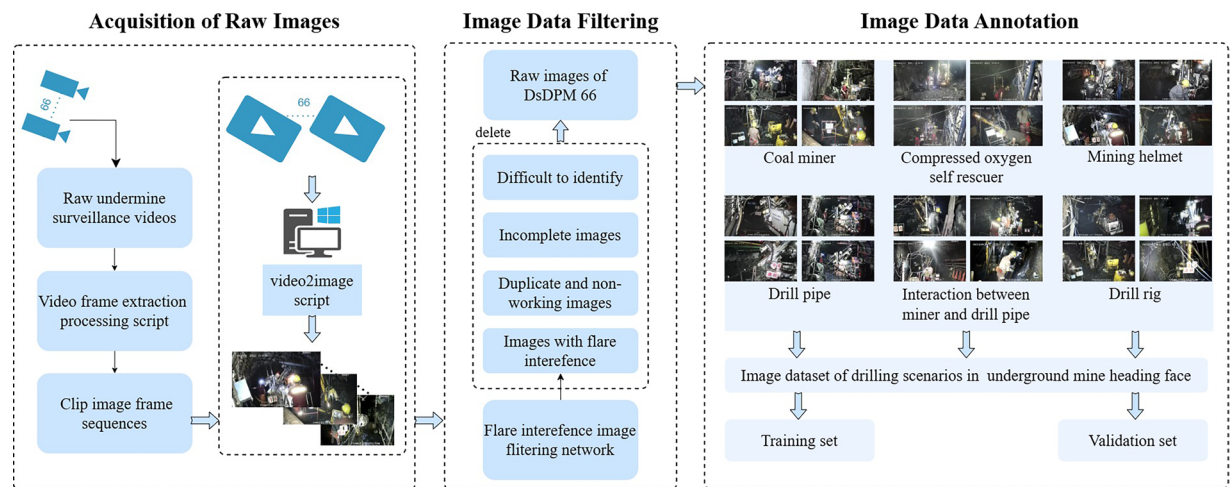 Acquisition of Raw Images
66
Raw undermine
surveillance videos
Video frame extraction
processing script
Clip image frame
sequences
66
video2image
script
Image Data Filtering
Raw images of
DsDPM 66
delete
Difficult to identify
Incomplete images
Duplicate and non-
working images
Images with flare
interefence
Flare interefence image
flitering network
Image Data Annotation
Coal miner
Compressed oxygen
self rescuer
Mining helmet
Drill pipe
Interaction between
miner and drill pipe
Drill rig
Image dataset of drilling scenarios in underground mine heading face
Training set
Validation set